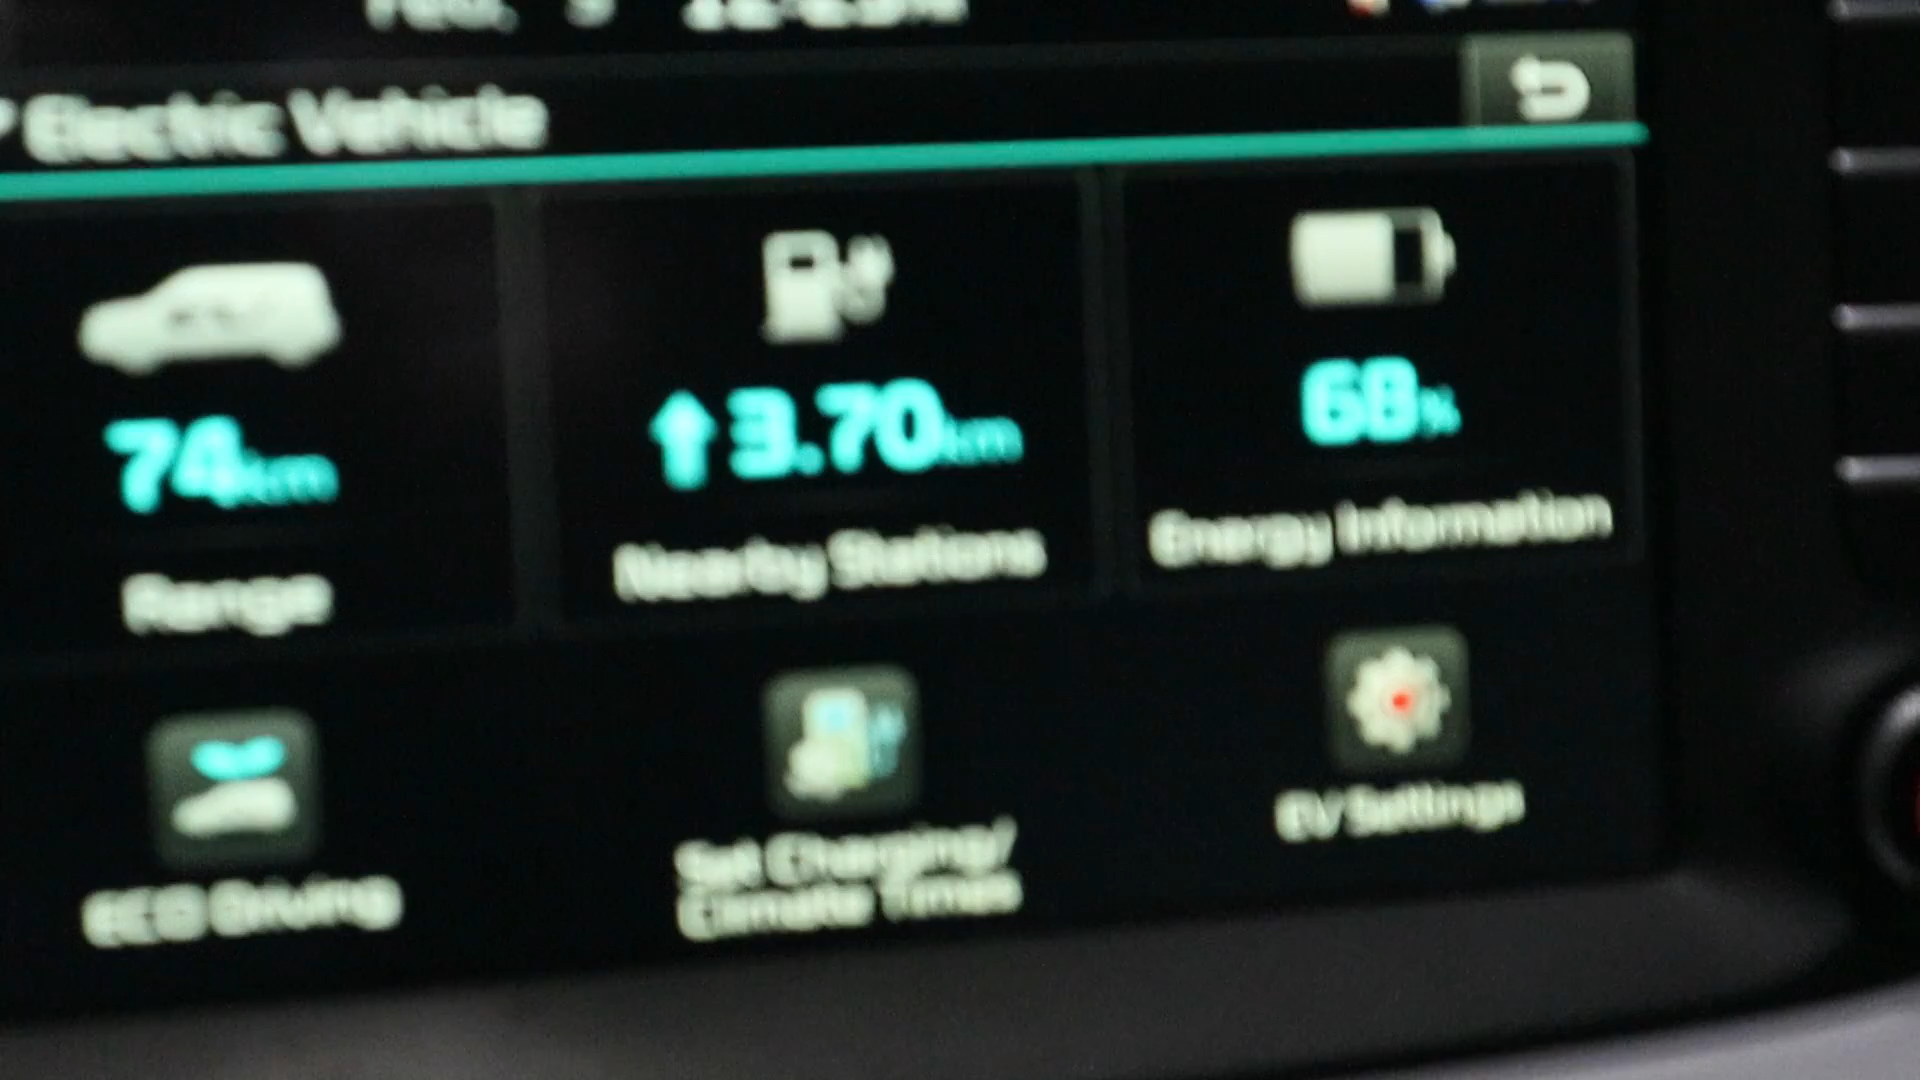 Electric Vehicle
74km
3.70km
68%
Range
Nearby Stations
Energy Information
ECO Driving
Set Charging/
Climate Times
EV Settings